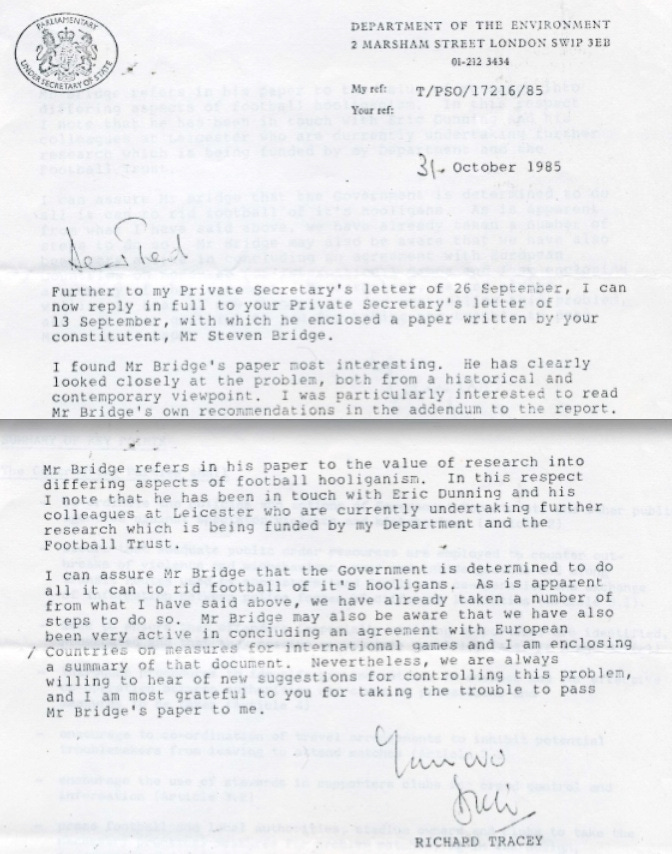 PARLIAMENTARY
UNDER SECRETARY OF STATE
DEPARTMENT OF THE ENVIRONMENT
2 MARSHAM STREET LONDON SW1P 3EB
01-212 3434
My ref: T/PSO/17216/85
Your ref:
31 October 1985
Dear Ted
Further to my Private Secretary's letter of 26 September, I can
now reply in full to your Private Secretary's letter of
13 September, with which he enclosed a paper written by your
constitutent, Mr Steven Bridge.
I found Mr Bridge's paper most interesting. He has clearly
looked closely at the problem, both from a historical and
contemporary viewpoint. I was particularly interested to read
Mr Bridge's own recommendations in the addendum to the report.
Mr Bridge refers in his paper to the value of research into
differing aspects of football hooliganism. In this respect
I note that he has been in touch with Eric Dunning and his
colleagues at Leicester who are currently undertaking further
research which is being funded by my Department and the
Football Trust.
I can assure Mr Bridge that the Government is determined to do
all it can to rid football of it's hooligans. As is apparent
from what I have said above, we have already taken a number of
steps to do so. Mr Bridge may also be aware that we have also
been very active in concluding an agreement with European
/ Countries on measures for international games and I am enclosing
a summary of that document. Nevertheless, we are always
willing to hear of new suggestions for controlling this problem,
and I am most grateful to you for taking the trouble to pass
Mr Bridge's paper to me.
RICHARD TRACEY